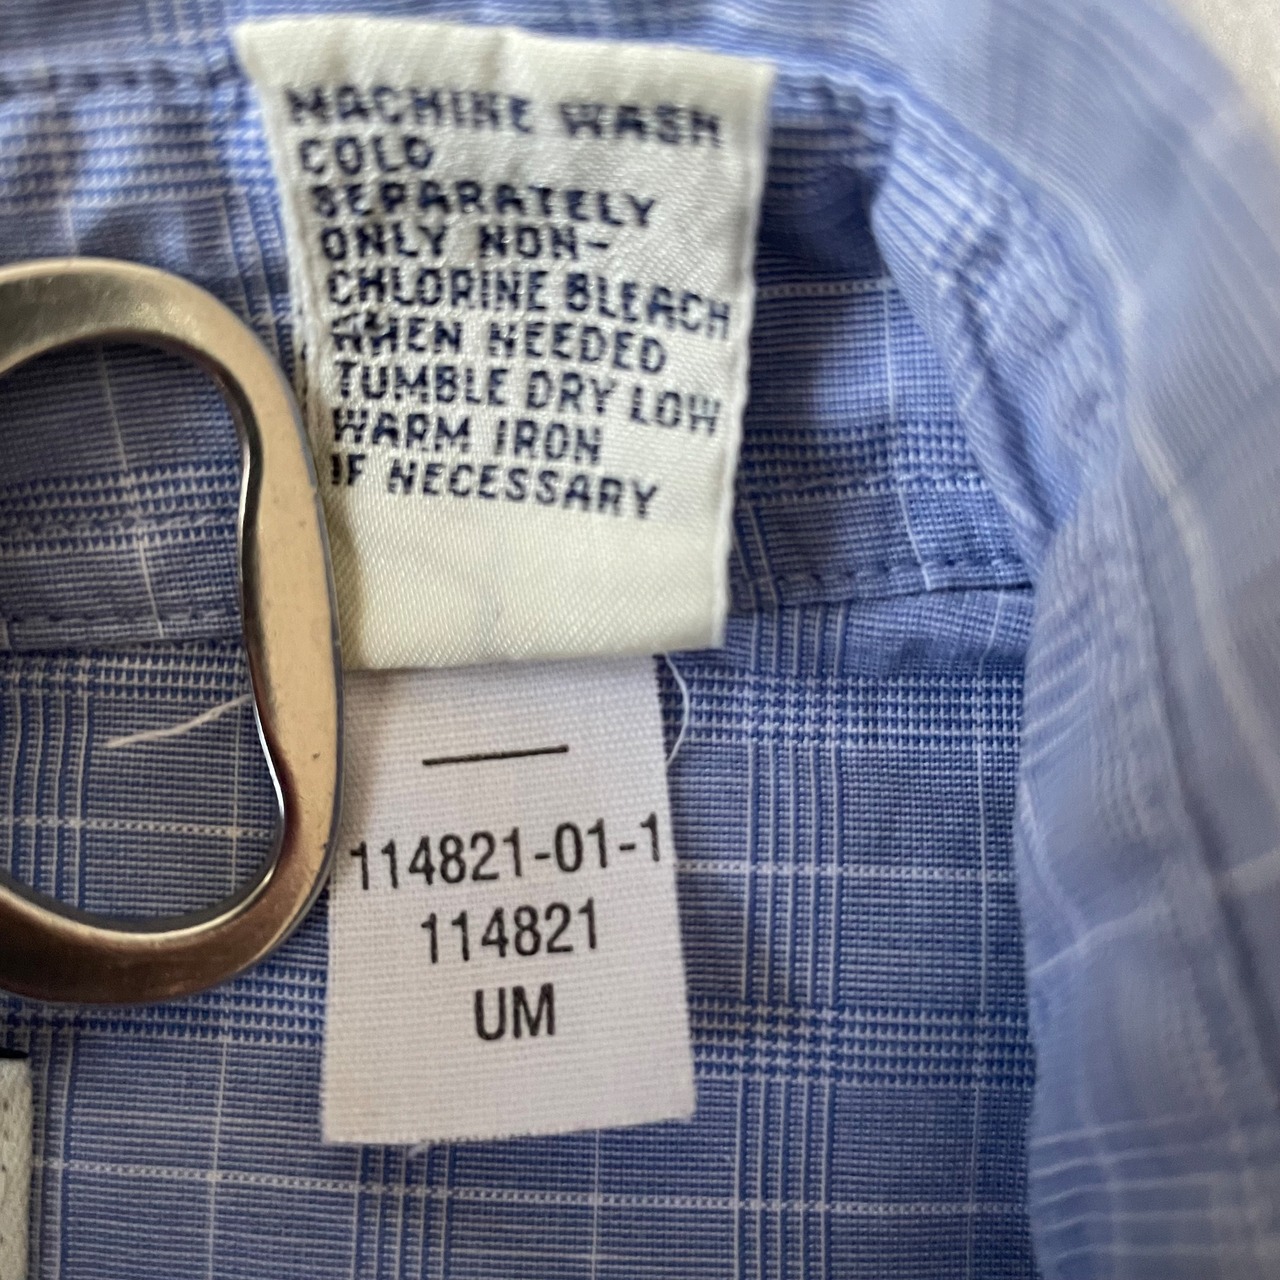 MACHINE WASH
COLD
SEPARATELY
ONLY NON-
CHLORINE BLEACH
WHEN NEEDED
TUMBLE DRY LOW
WARM IRON
IF NECESSARY
114821-01-1
114821
UM